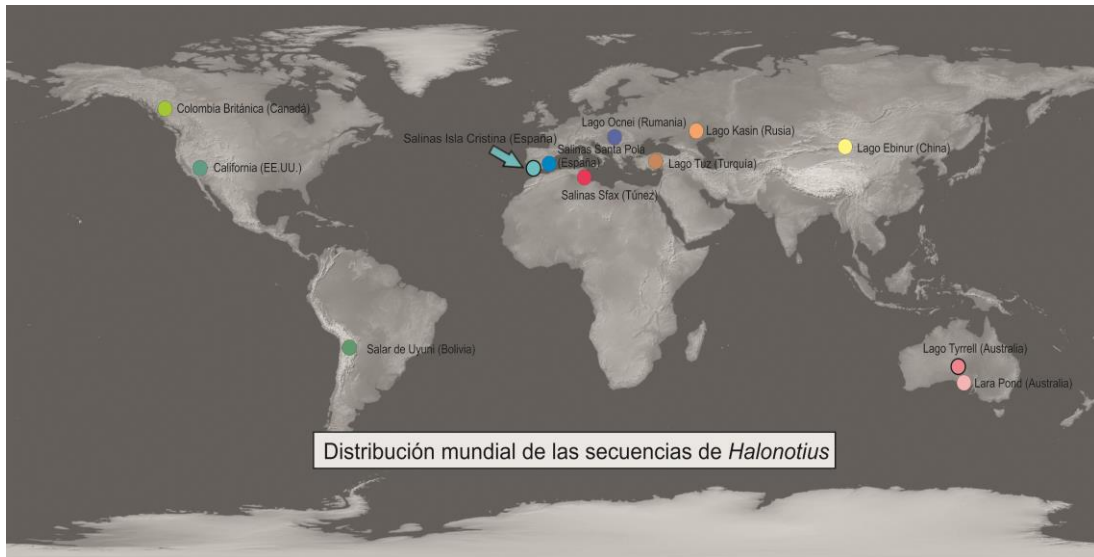 Colombia Británica (Canadá)
Lago Ocnei (Rumania)
Lago Kasin (Rusia)
Salinas Isla Cristina (España)
Salinas Santa Pola
(España)
Lago Ebinur (China)
Lago Tuz (Turquía)
California (EE.UU.)
Salinas Sfax (Túnez)
Salar de Uyuni (Bolivia)
Lago Tyrrell (Australia)
Lara Pond (Australia)
Distribución mundial de las secuencias de Halonotius